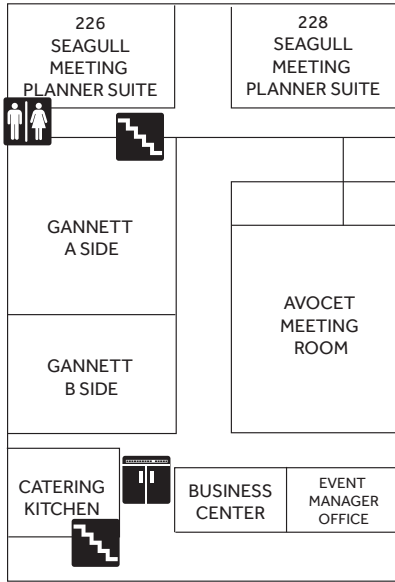 226
SEAGULL
MEETING
PLANNER SUITE
228
SEAGULL
MEETING
PLANNER SUITE
GANNETT
A SIDE
AVOCET
MEETING
ROOM
GANNETT
B SIDE
CATERING
KITCHEN
BUSINESS
CENTER
EVENT
MANAGER
OFFICE